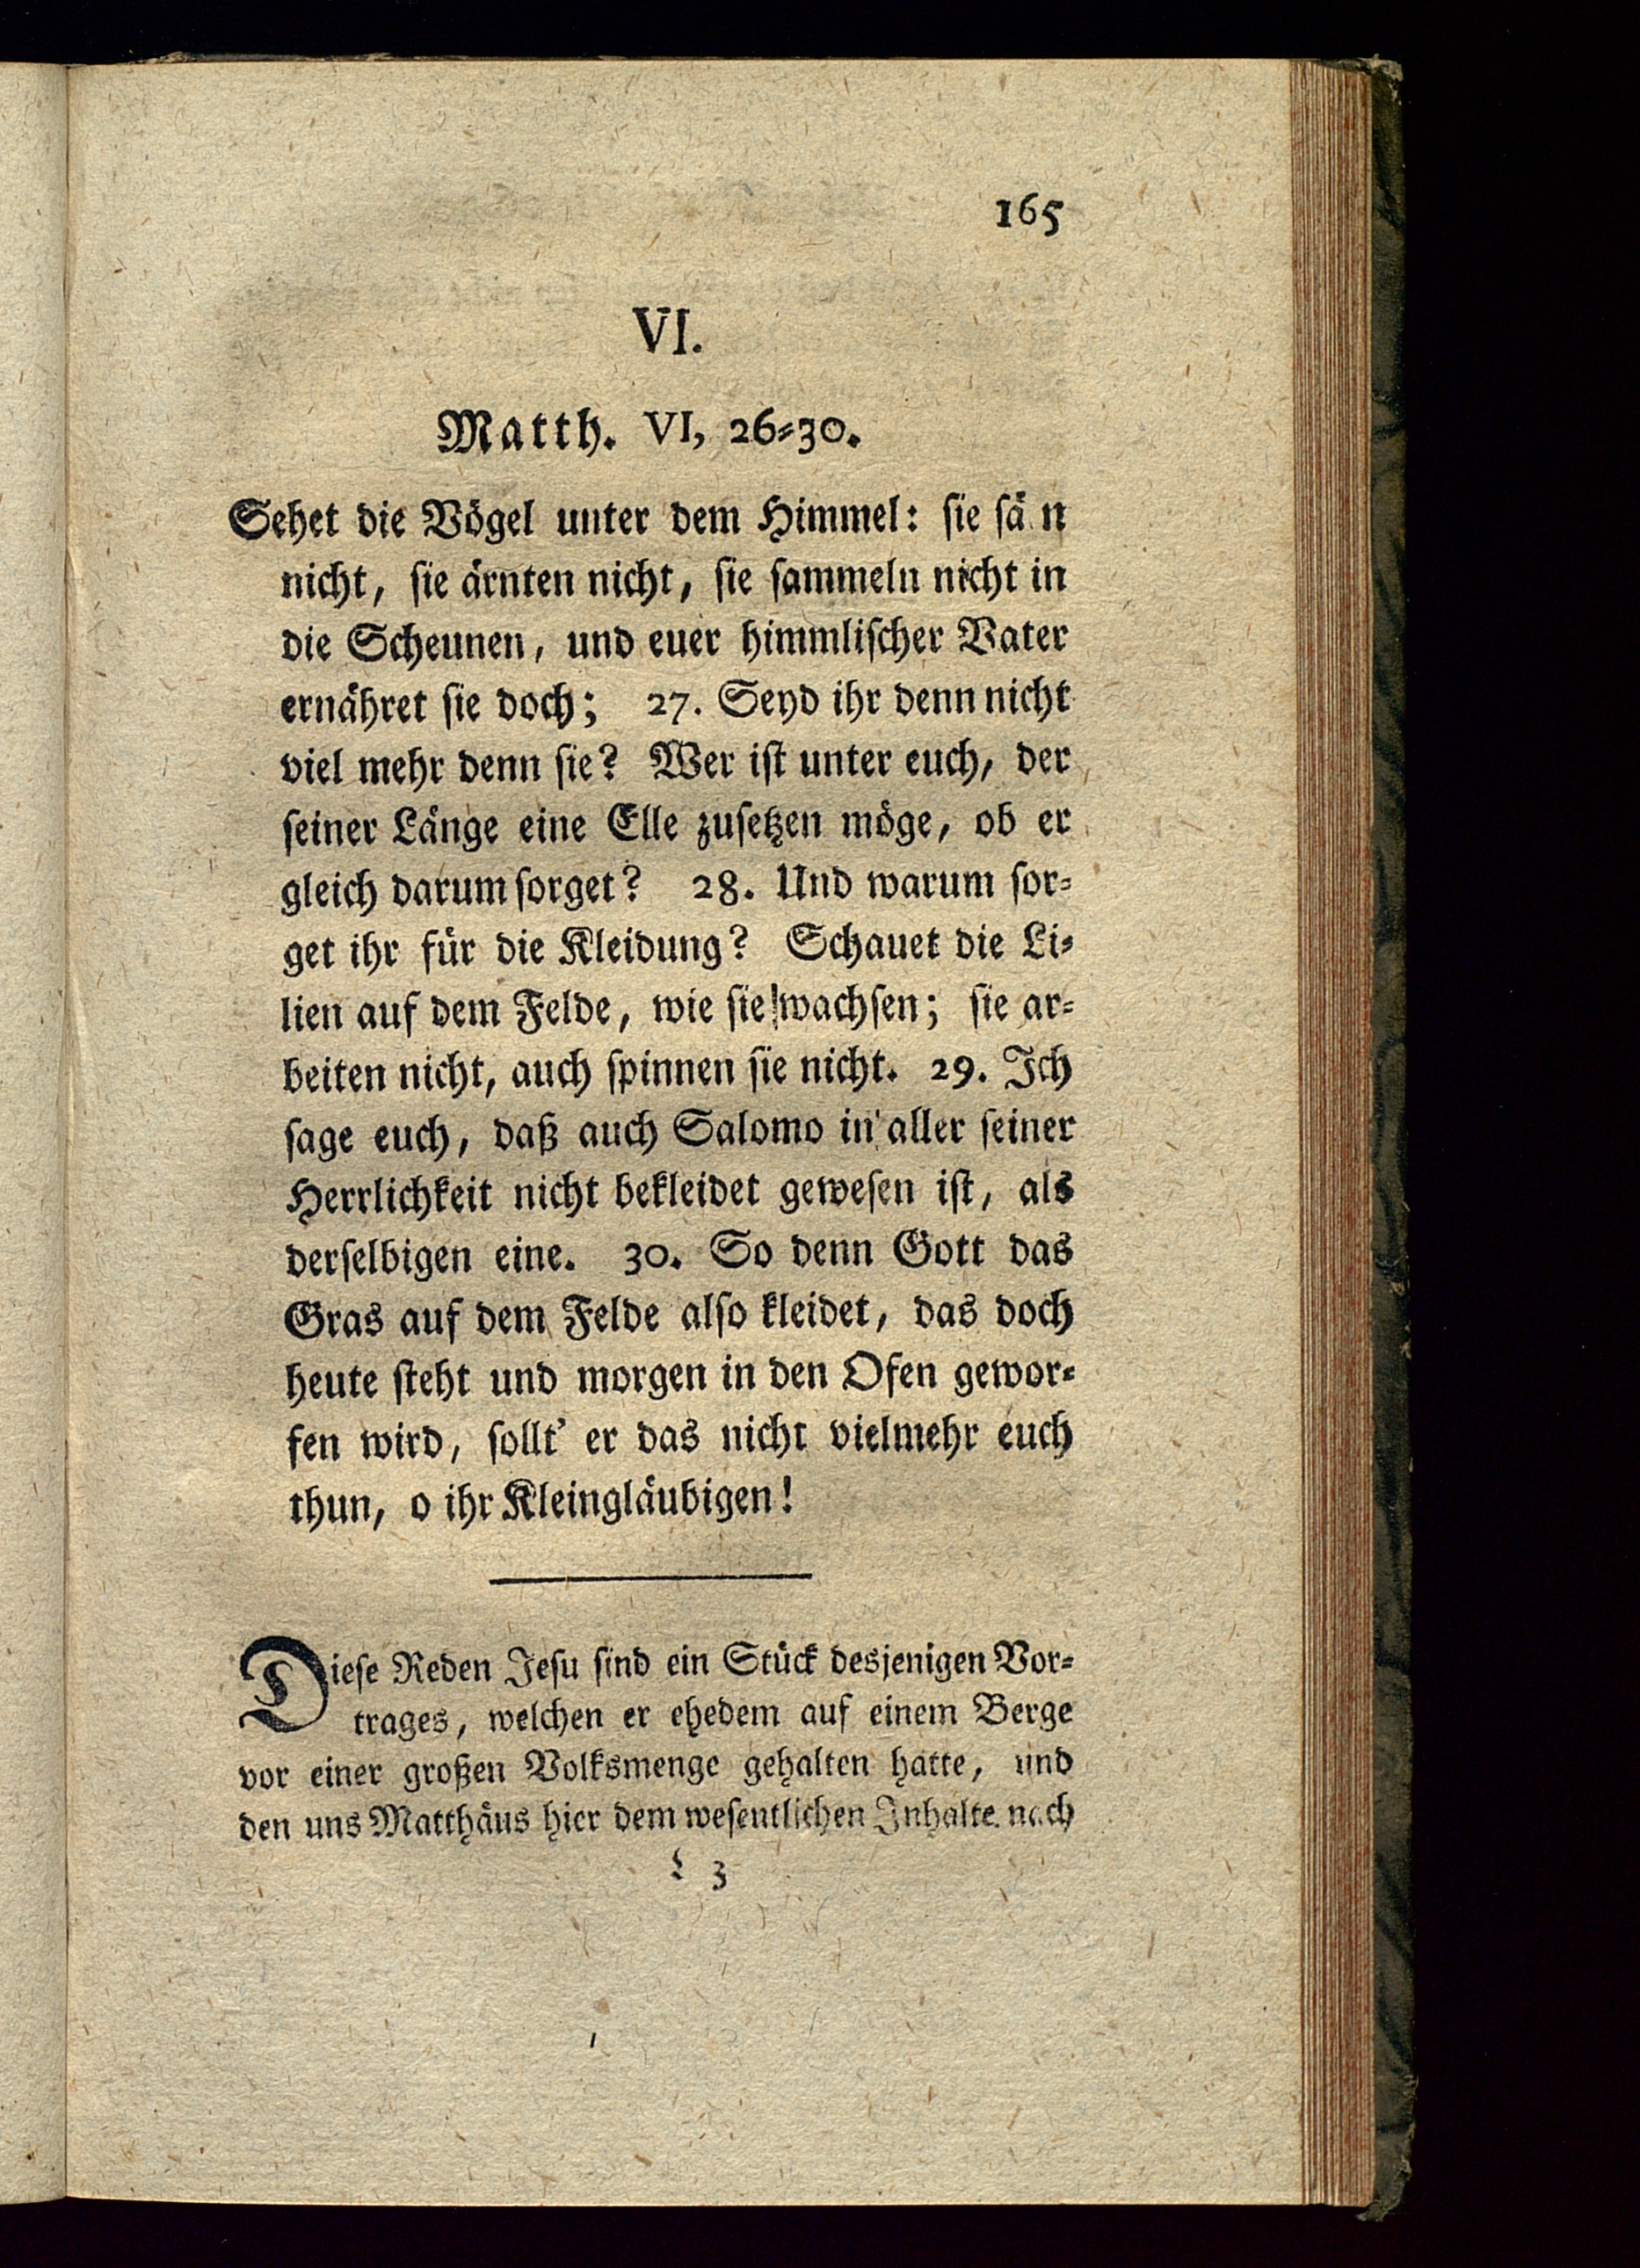 165
VI.
Matth. VI, 26-30.
Sehet die Vögel unter dem Himmel: sie sä n
nicht, sie ärnten nicht, sie sammeln nicht in
die Scheunen, und euer himmlischer Vater
ernähret sie doch; 27. Seyd ihr denn nicht
viel mehr denn sie? Wer ist unter euch, der
seiner Länge eine Elle zusetzen möge, ob er
gleich darum sorget? 28. Und warum sor-
get ihr für die Kleidung? Schauet die Li-
lien auf dem Felde, wie sie wachsen; sie ar-
beiten nicht, auch spinnen sie nicht. 29. Ich
sage euch, daß auch Salomo in aller seiner
Herrlichkeit nicht bekleidet gewesen ist, als
derselbigen eine. 30. So denn Gott das
Gras auf dem Felde also kleidet, das doch
heute steht und morgen in den Ofen gewor-
fen wird, sollt' er das nicht vielmehr euch
thun, o ihr Kleingläubigen!
Diese Reden Jesu sind ein Stück desjenigen Vor-
trages, welchen er ehedem auf einem Berge
vor einer großen Volksmenge gehalten hatte, und
den uns Matthäus hier dem wesentlichen Inhalte nach
L 3